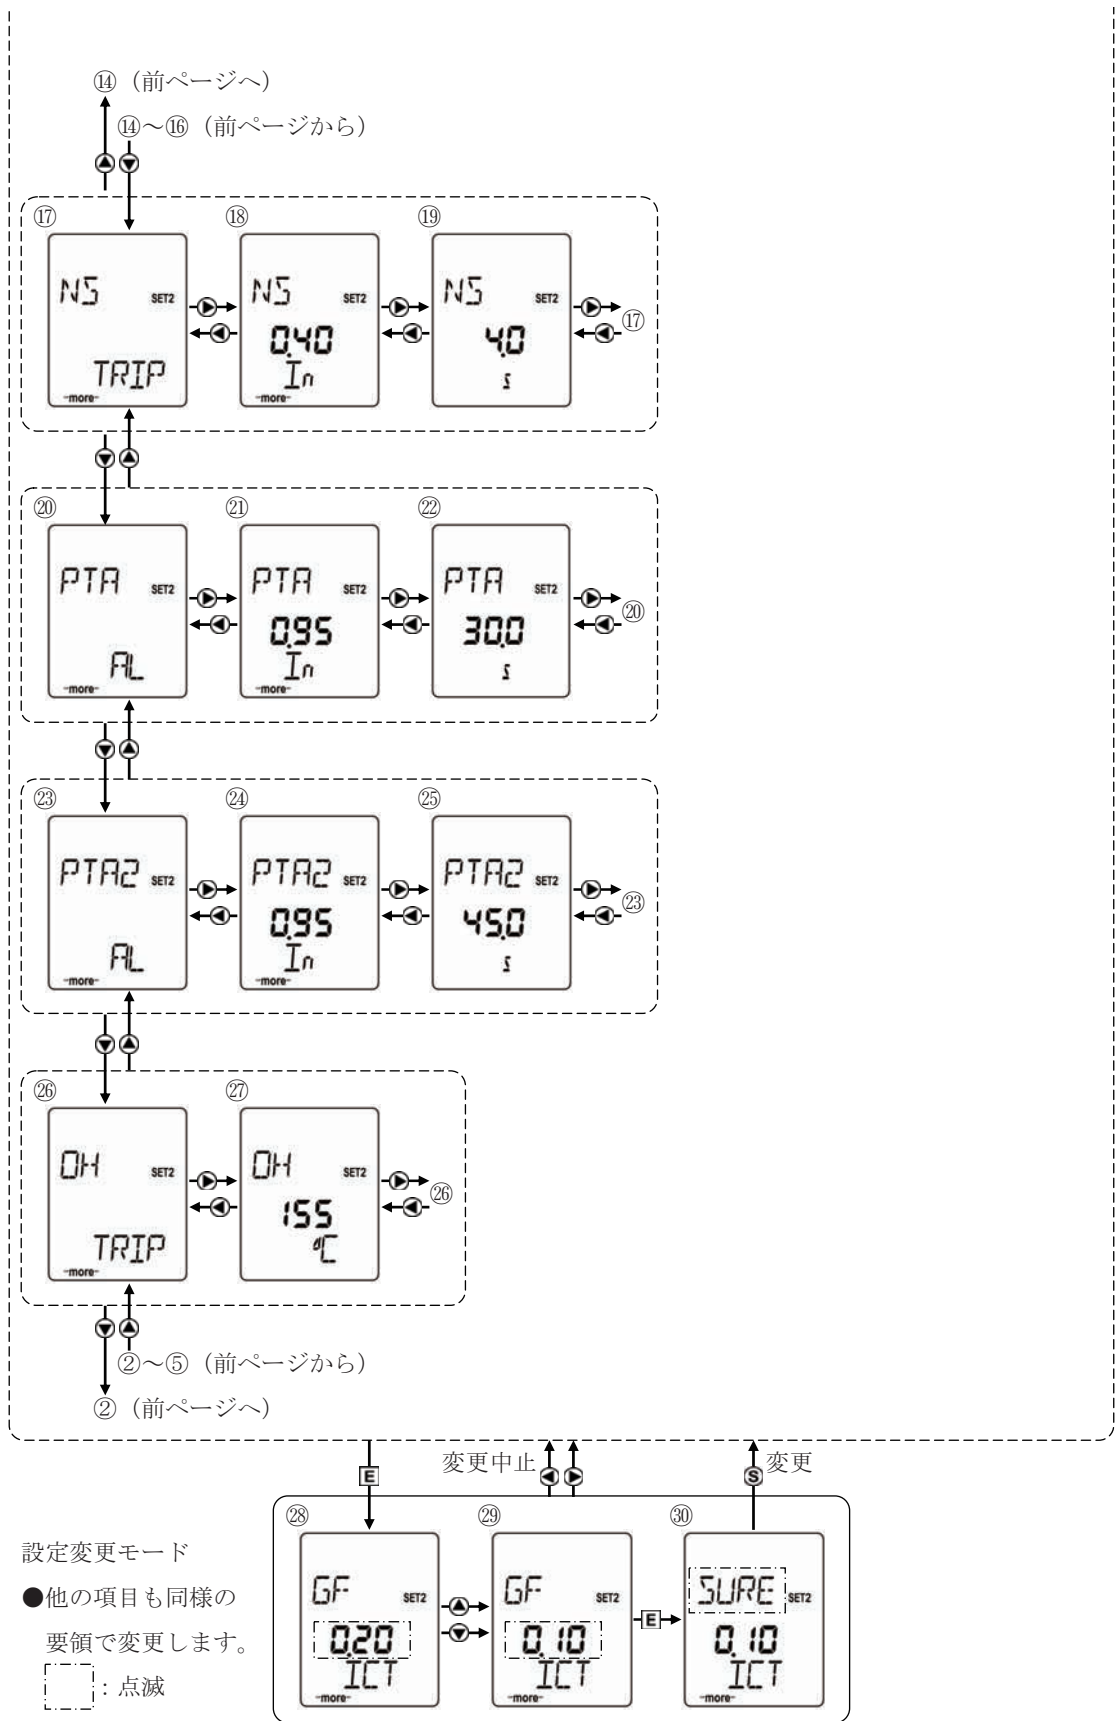 ⑭（前ページへ）
⑭～⑯（前ページから）
⑰ ⑱ ⑲
NS SET2 NS SET2 NS SET2
0.40 4.0 ⑰
TRIP In s
-more- -more-
⑳ ㉑ ㉒
PTA SET2 PTA SET2 PTA SET2
0.95 30.0 ⑳
AL In s
-more- -more-
㉓ ㉔ ㉕
PTA2 SET2 PTA2 SET2 PTA2 SET2
0.95 45.0 ㉓
AL In s
-more- -more-
㉖ ㉗
OH SET2 OH SET2
155 ㉖
TRIP ℃
-more-
②～⑤（前ページから）
②（前ページへ）
E 変更中止 S 変更
㉘ ㉙ ㉚
設定変更モード
GF SET2 GF SET2 SURE SET2
●他の項目も同様の
要領で変更します。
0.20 0.10 E 0.10
ICT ICT ICT
：点滅
-more- -more- -more-